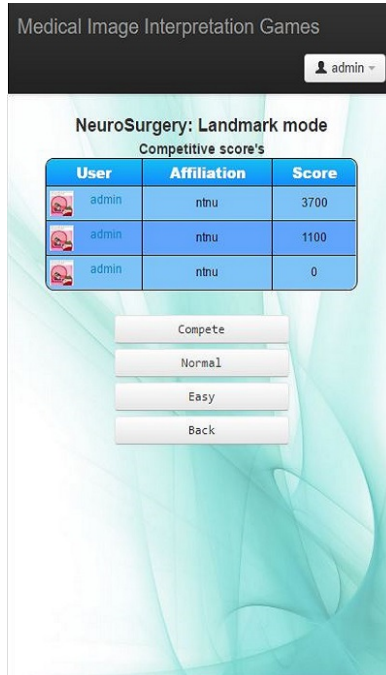 Medical Image Interpretation Games
admin
NeuroSurgery: Landmark mode
Competitive score's
User Affiliation Score
admin ntnu 3700
admin ntnu 1100
admin ntnu 0
Compete
Normal
Easy
Back